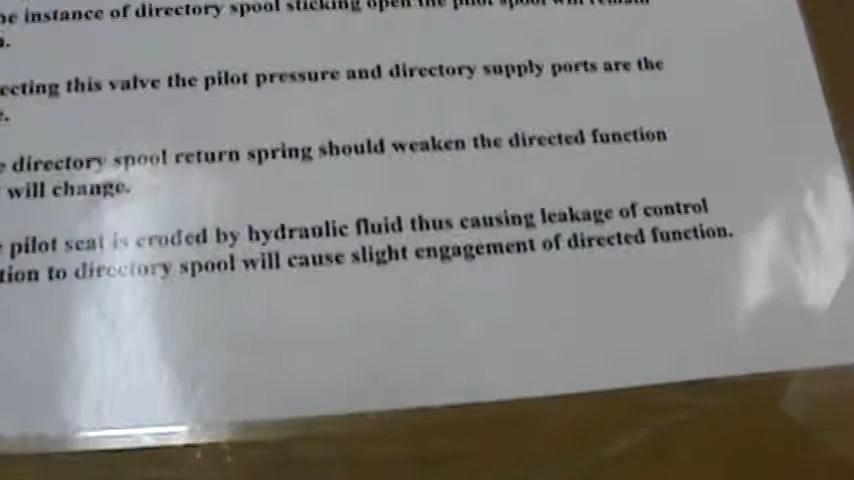 instance of directory spool sticking open the pilot spool will remain
ecting this valve the pilot pressure and directory supply ports are the
directory spool return spring should weaken the directed function
will change.
pilot seat is eroded by hydraulic fluid thus causing leakage of control
tion to directory spool will cause slight engagement of directed function.